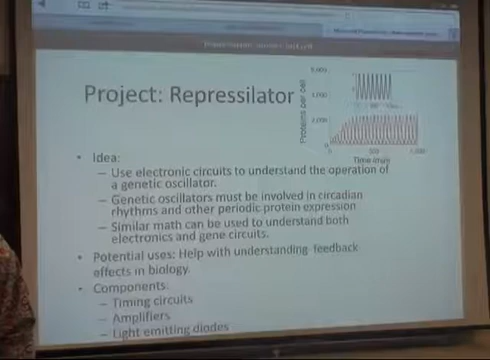 Project: Repressilator
Proteins per cell
Time (min)
• Idea:
– Use electronic circuits to understand the operation of
a genetic oscillator.
– Genetic oscillators must be involved in circadian
rhythms and other periodic protein expression
– Similar math can be used to understand both
electronics and gene circuits.
• Potential uses: Help with understanding feedback
effects in biology.
• Components:
– Timing circuits
– Amplifiers
– Light emitting diodes